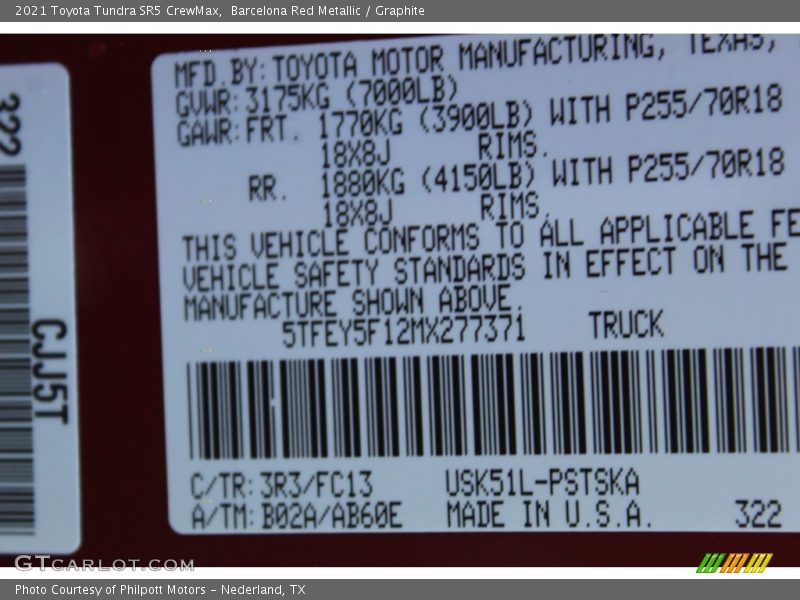 2021 Toyota Tundra SR5 CrewMax,  Barcelona Red Metallic / Graphite
322
CJJ5T
MFD.BY:TOYOTA MOTOR MANUFACTURING, TEXAS,
GVWR:3175KG (7000LB)
GAWR:FRT. 1770KG (3900LB) WITH P255/70R18
18X8J RIMS.
RR. 1880KG (4150LB) WITH P255/70R18
18X8J RIMS.
THIS VEHICLE CONFORMS TO ALL APPLICABLE FE
VEHICLE SAFETY STANDARDS IN EFFECT ON THE
MANUFACTURE SHOWN ABOVE.
5TFEY5F12MX277371 TRUCK
C/TR:3R3/FC13 USK51L-PSTSKA
A/TM:B02A/AB60E MADE IN U.S.A. 322
GTCARLOT.COM
Photo Courtesy of Philpott Motors – Nederland, TX